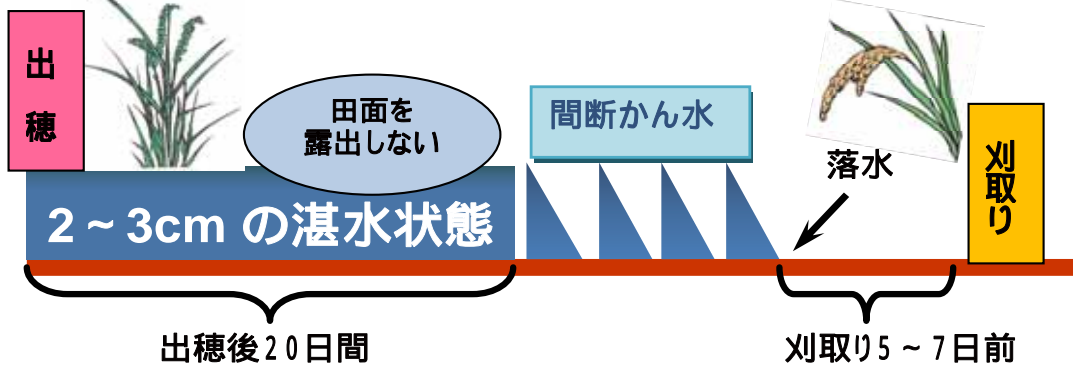 出穂
田面を
露出しない
間断かん水
落水
刈取り
2～3cm の湛水状態
出穂後20日間
刈取り5～7日前